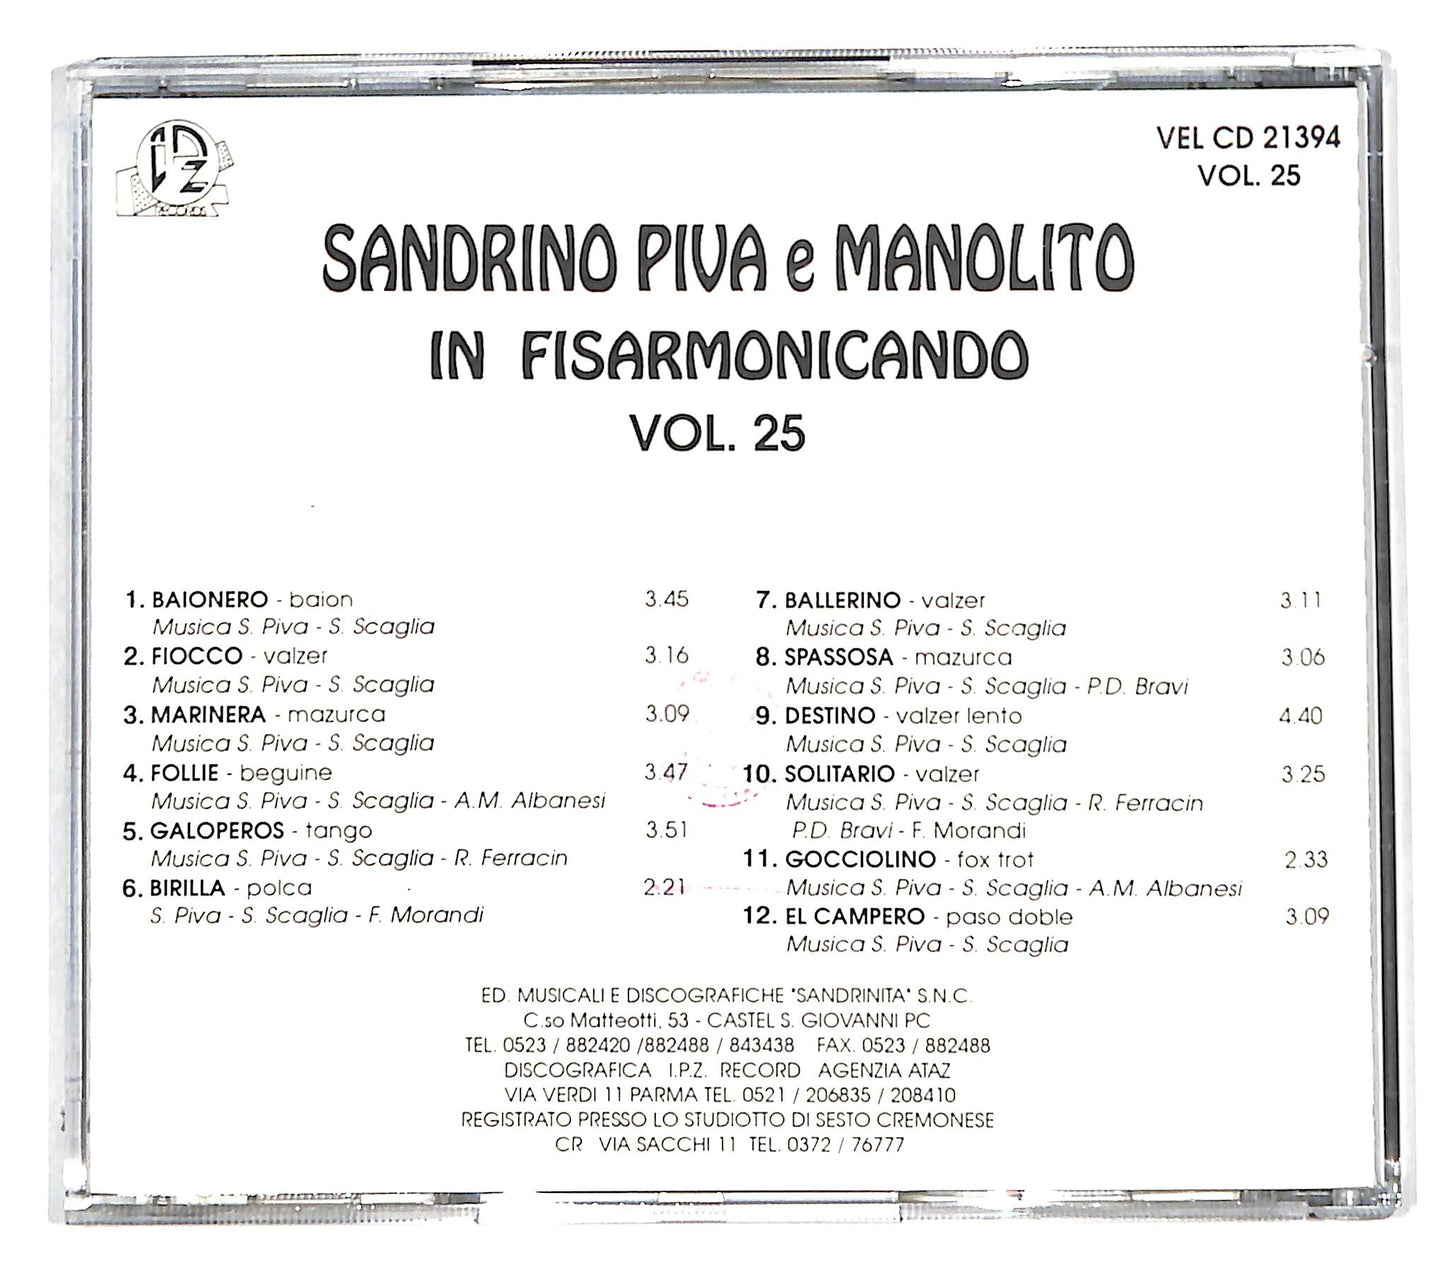 VEL CD 21394
VOL. 25
SANDRINO PIVA e MANOLITO
IN FISARMONICANDO
VOL. 25
1. BAIONERO - baion 3.45
Musica S. Piva - S. Scaglia
2. FIOCCO - valzer 3.16
Musica S. Piva - S. Scaglia
3. MARINERA - mazurca 3.09
Musica S. Piva - S. Scaglia
4. FOLLIE - beguine 3.47
Musica S. Piva - S. Scaglia - A.M. Albanesi
5. GALOPEROS - tango 3.51
Musica S. Piva - S. Scaglia - R. Ferracin
6. BIRILLA - polca 2.21
S. Piva - S. Scaglia - F. Morandi
7. BALLERINO - valzer 3.11
Musica S. Piva - S. Scaglia
8. SPASSOSA - mazurca 3.06
Musica S. Piva - S. Scaglia - P.D. Bravi
9. DESTINO - valzer lento 4.40
Musica S. Piva - S. Scaglia
10. SOLITARIO - valzer 3.25
Musica S. Piva - S. Scaglia - R. Ferracin
P.D. Bravi - F. Morandi
11. GOCCIOLINO - fox trot 2.33
Musica S. Piva - S. Scaglia - A.M. Albanesi
12. EL CAMPERO - paso doble 3.09
Musica S. Piva - S. Scaglia
ED. MUSICALI E DISCOGRAFICHE "SANDRINITA" S.N.C.
C.so Matteotti, 53 - CASTEL S. GIOVANNI PC
TEL. 0523 / 882420 /882488 / 843438 FAX. 0523 / 882488
DISCOGRAFICA I.P.Z. RECORD AGENZIA ATAZ
VIA VERDI 11 PARMA TEL. 0521 / 206835 / 208410
REGISTRATO PRESSO LO STUDIOTTO DI SESTO CREMONESE
CR VIA SACCHI 11 TEL. 0372 / 76777